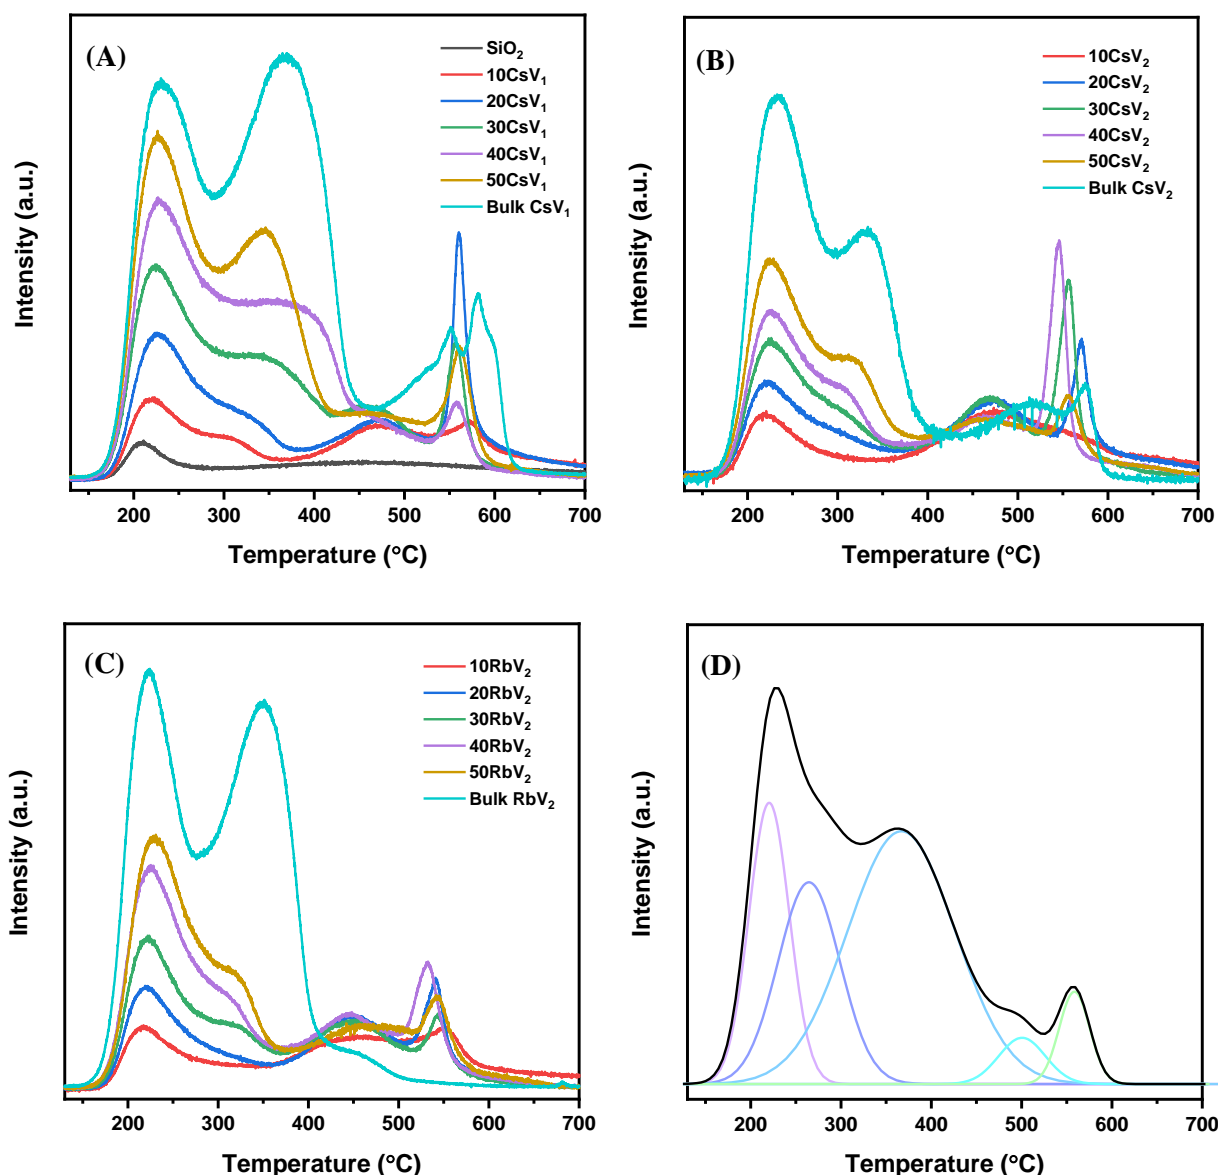 (A)
SiO2
10CsV1
20CsV1
30CsV1
40CsV1
50CsV1
Bulk CsV1
Intensity (a.u.)
200 300 400 500 600 700
Temperature (°C)
(B)
10CsV2
20CsV2
30CsV2
40CsV2
50CsV2
Bulk CsV2
Intensity (a.u.)
200 300 400 500 600 700
Temperature (°C)
(C)
10RbV2
20RbV2
30RbV2
40RbV2
50RbV2
Bulk RbV2
Intensity (a.u.)
200 300 400 500 600 700
Temperature (°C)
(D)
Intensity (a.u.)
200 300 400 500 600 700
Temperature (°C)